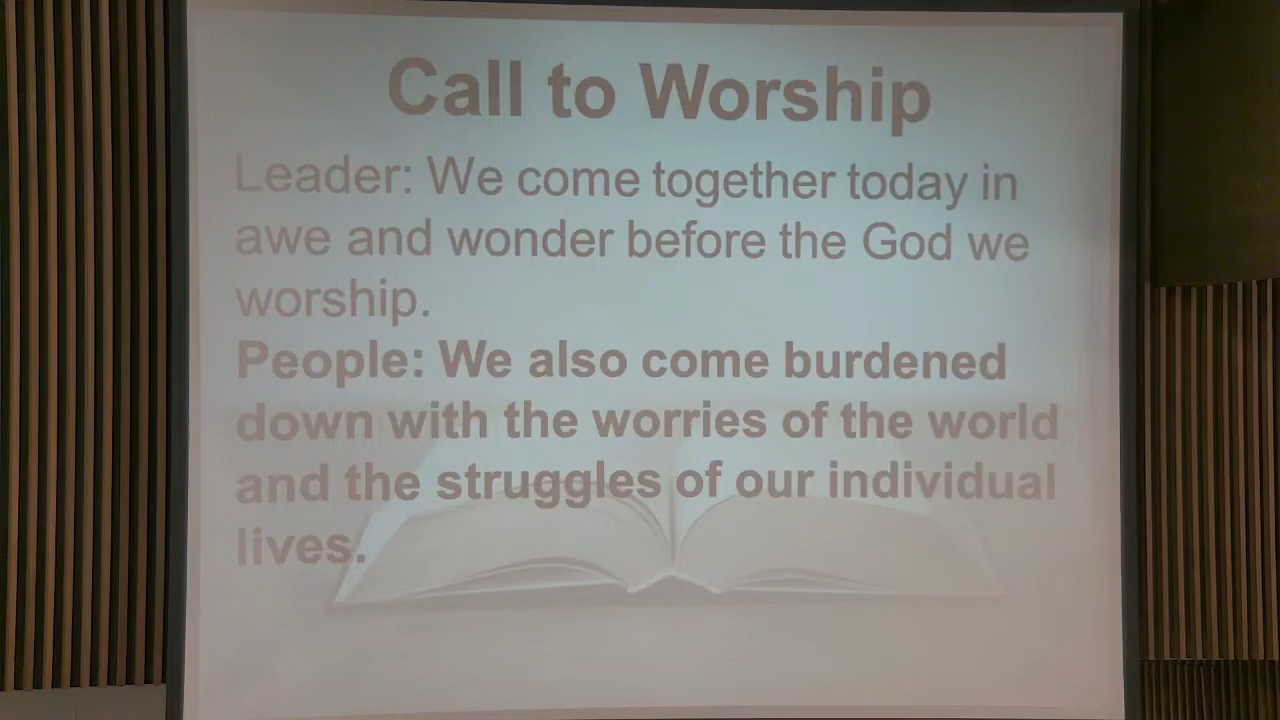 Call to Worship
Leader: We come together today in
awe and wonder before the God we
worship.
People: We also come burdened
down with the worries of the world
and the struggles of our individual
lives.